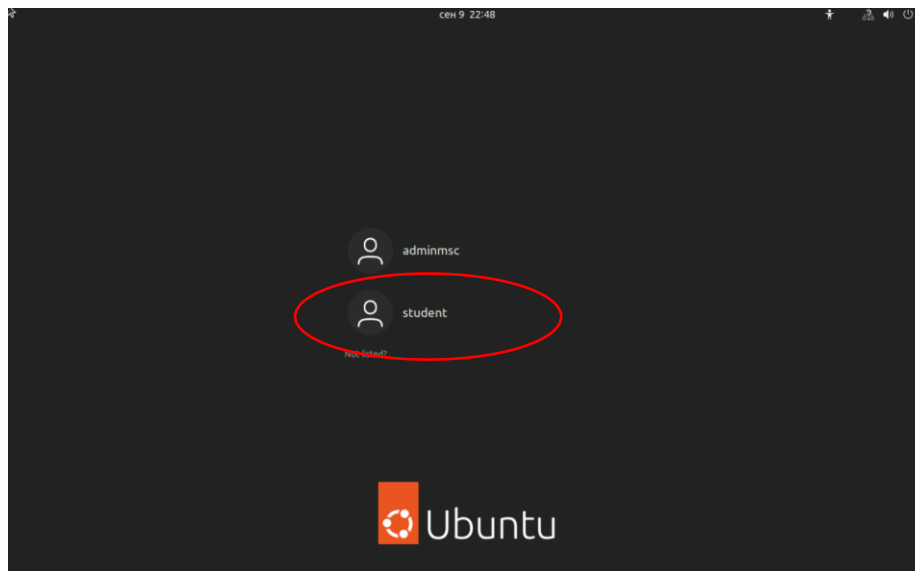 сен 9 22:48
adminmsc
student
Not listed?
Ubuntu